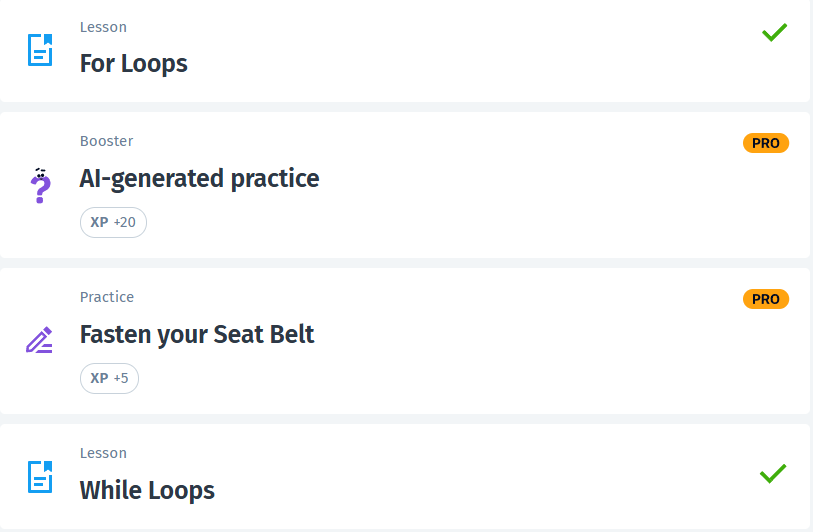 Lesson
For Loops
Booster
PRO
AI-generated practice
XP +20
Practice
PRO
Fasten your Seat Belt
XP +5
Lesson
While Loops